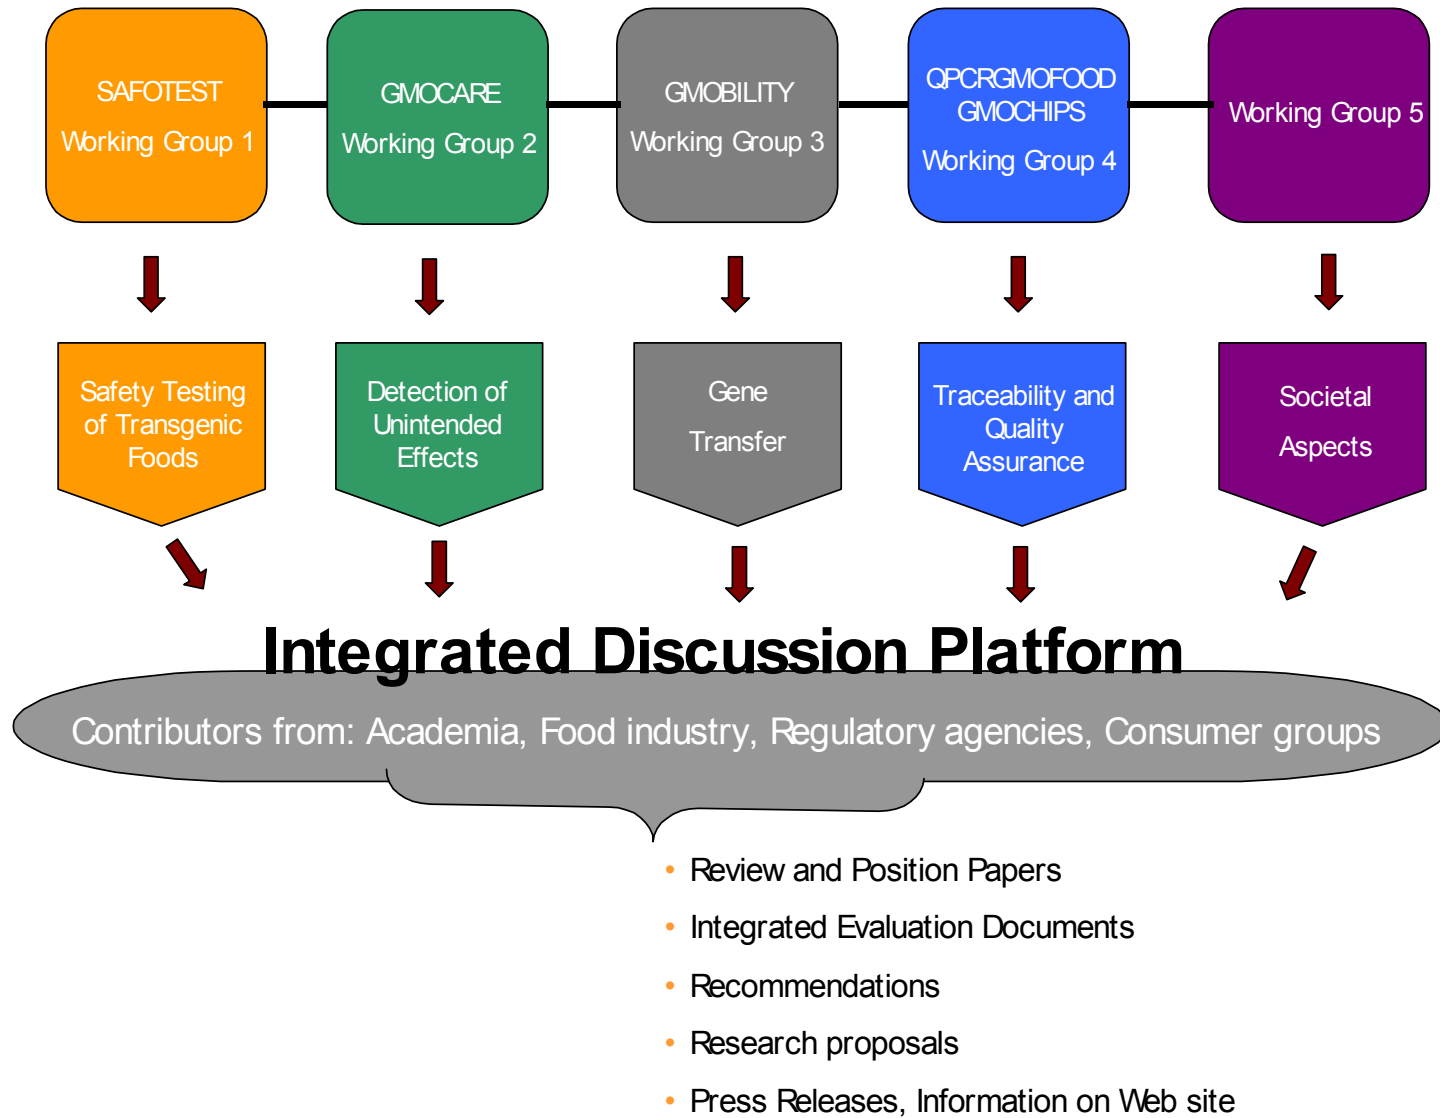 SAFOTEST
Working Group 1
GMOCARE
Working Group 2
GMOBILITY
Working Group 3
QPCRGMOFOOD
GMOCHIPS
Working Group 4
Working Group 5
Safety Testing
of Transgenic
Foods
Detection of
Unintended
Effects
Gene
Transfer
Traceability and
Quality
Assurance
Societal
Aspects
Integrated Discussion Platform
Contributors from: Academia, Food industry, Regulatory agencies, Consumer groups
• Review and Position Papers
• Integrated Evaluation Documents
• Recommendations
• Research proposals
• Press Releases, Information on Web site